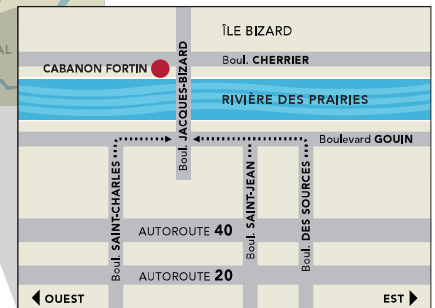 ÎLE BIZARD
AL
Boul. CHERRIER
CABANON FORTIN
Boul. JACQUES-BIZARD
RIVIÈRE DES PRAIRIES
Boulevard GOUIN
Boul. SAINT-CHARLES
Boul. SAINT-JEAN
Boul. DES SOURCES
AUTOROUTE 40
AUTOROUTE 20
OUEST
EST